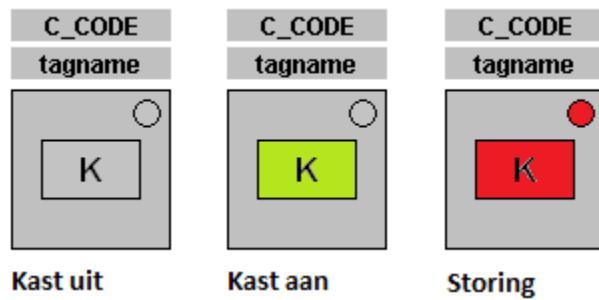 C_CODE C_CODE C_CODE
tagname tagname tagname
K K K
Kast uit Kast aan Storing